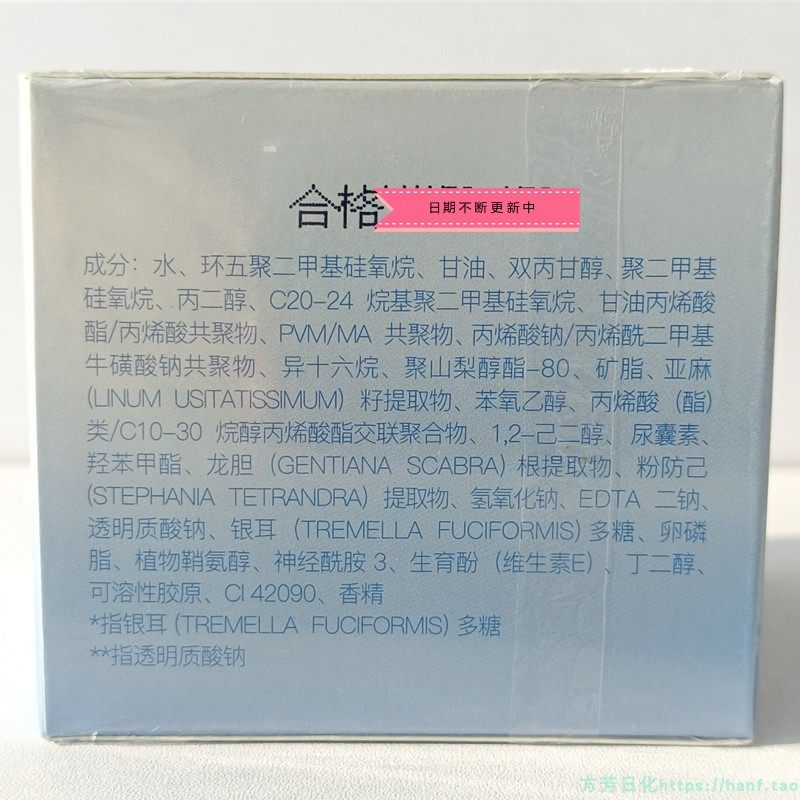 合格
日期不断更新中
成分：水、环五聚二甲基硅氧烷、甘油、双丙甘醇、聚二甲基
硅氧烷、丙二醇、C20-24 烷基聚二甲基硅氧烷、甘油丙烯酸
酯/丙烯酸共聚物、PVM/MA 共聚物、丙烯酸钠/丙烯酰二甲基
牛磺酸钠共聚物、异十六烷、聚山梨醇酯-80、矿脂、亚麻
(LINUM USITATISSIMUM) 籽提取物、苯氧乙醇、丙烯酸 (酯)
类/C10-30 烷醇丙烯酸酯交联聚合物、1,2-己二醇、尿囊素、
羟苯甲酯、龙胆 (GENTIANA SCABRA) 根提取物、粉防己
(STEPHANIA TETRANDRA) 提取物、氢氧化钠、EDTA 二钠、
透明质酸钠、银耳 (TREMELLA FUCIFORMIS) 多糖、卵磷
脂、植物鞘氨醇、神经酰胺 3、生育酚 (维生素E) 、丁二醇、
可溶性胶原、CI 42090、香精
*指银耳 (TREMELLA FUCIFORMIS) 多糖
**指透明质酸钠
方芳日化https://hanf.tao